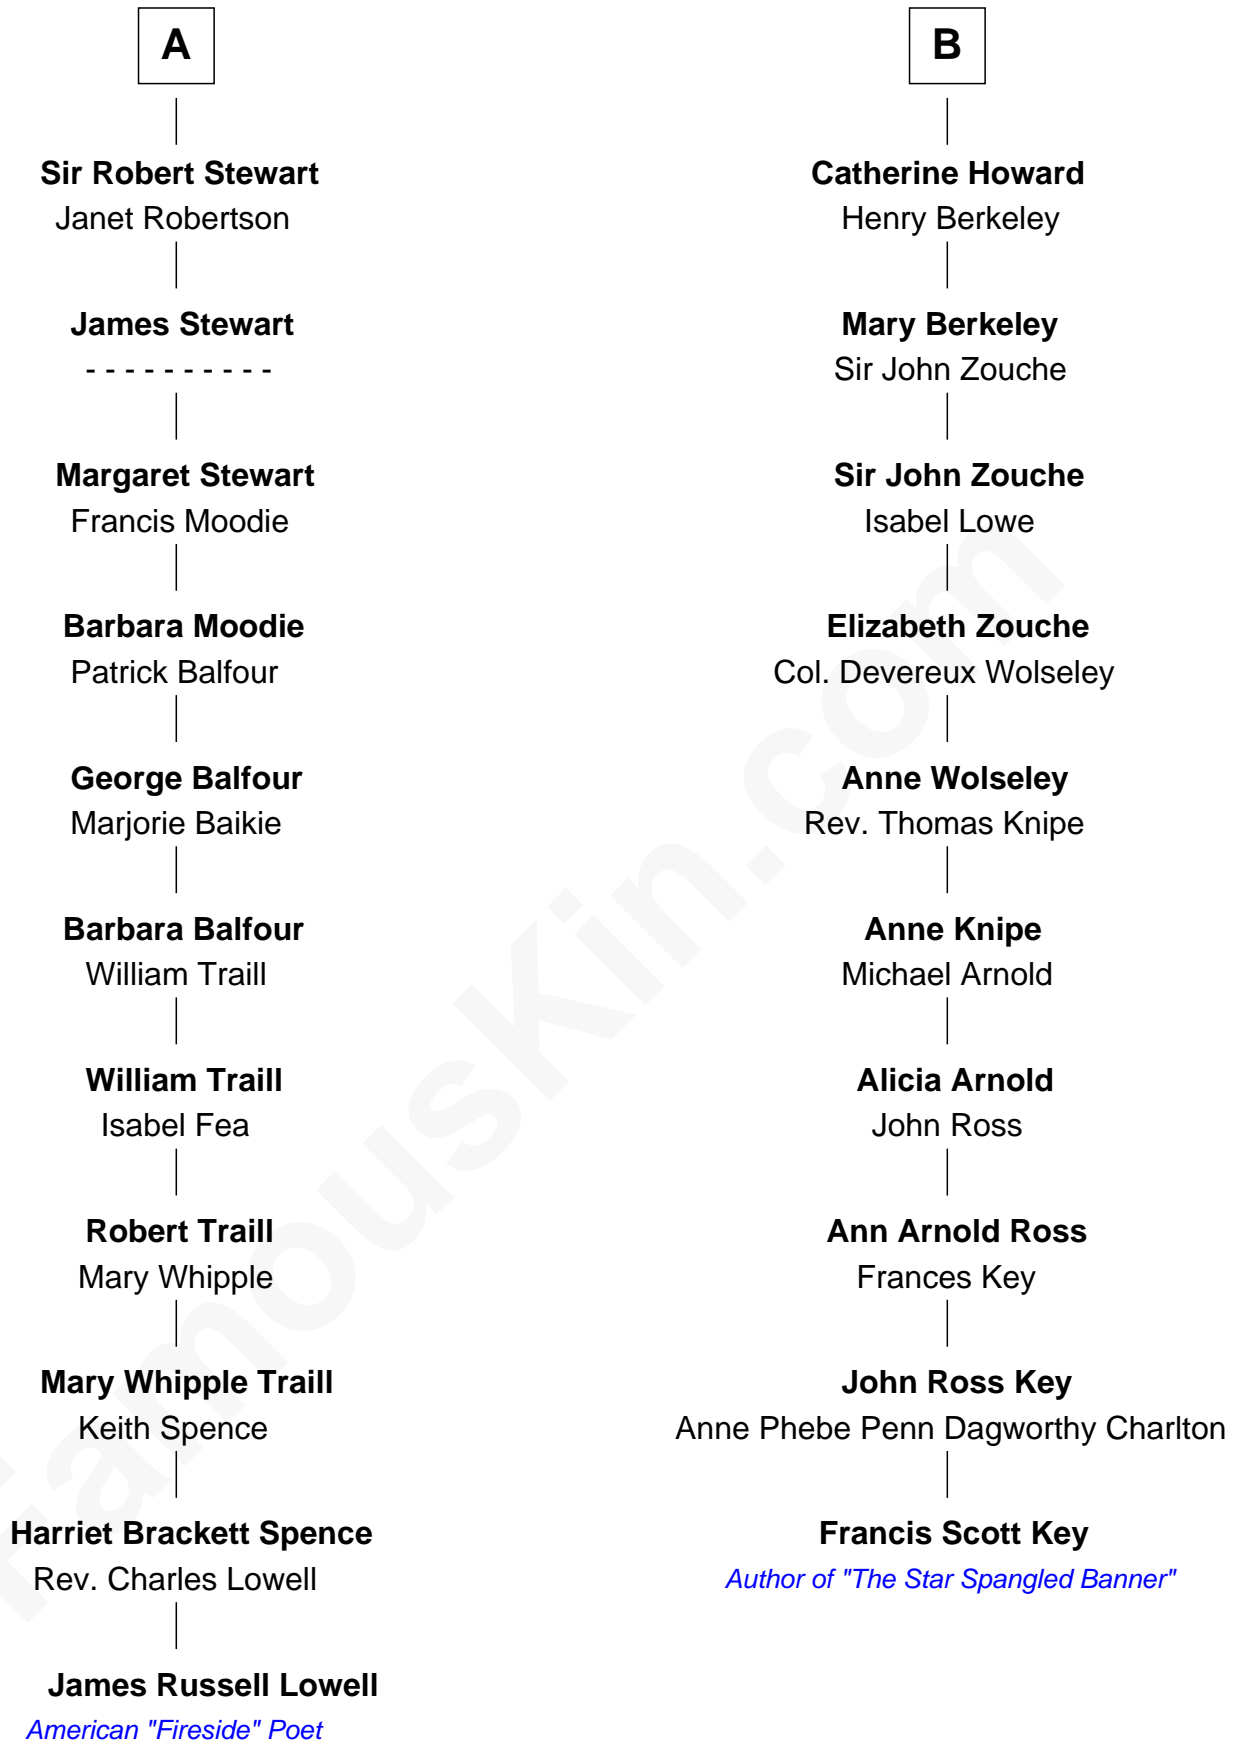 A
Sir Robert Stewart
Janet Robertson
James Stewart
- - - - - - - - - -
Margaret Stewart
Francis Moodie
Barbara Moodie
Patrick Balfour
George Balfour
Marjorie Baikie
Barbara Balfour
William Traill
William Traill
Isabel Fea
Robert Traill
Mary Whipple
Mary Whipple Traill
Keith Spence
Harriet Brackett Spence
Rev. Charles Lowell
James Russell Lowell
American "Fireside" Poet
B
Catherine Howard
Henry Berkeley
Mary Berkeley
Sir John Zouche
Sir John Zouche
Isabel Lowe
Elizabeth Zouche
Col. Devereux Wolseley
Anne Wolseley
Rev. Thomas Knipe
Anne Knipe
Michael Arnold
Alicia Arnold
John Ross
Ann Arnold Ross
Frances Key
John Ross Key
Anne Phebe Penn Dagworthy Charlton
Francis Scott Key
Author of "The Star Spangled Banner"
FamousKin.com